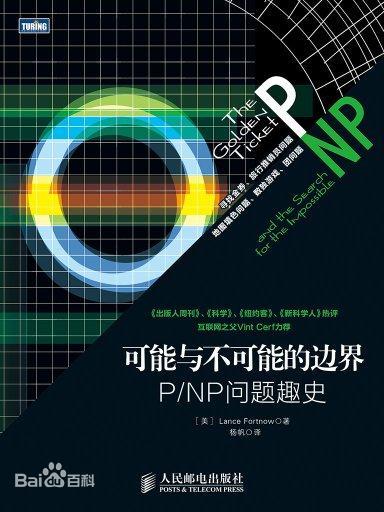 TURING
The
Golden
Ticket
P
NP
寻找金券、旅行推销员问题
地图填色问题、数独游戏、团问题
and the Search
for the Impossible
《出版人周刊》、《科学》、《纽约客》、《新科学人》热评
互联网之父Vint Cerf力荐
可能与不可能的边界
P/NP问题趣史
[美] Lance Fortnow◎著
杨帆◎译
人民邮电出版社
POSTS & TELECOM PRESS
Bai百科